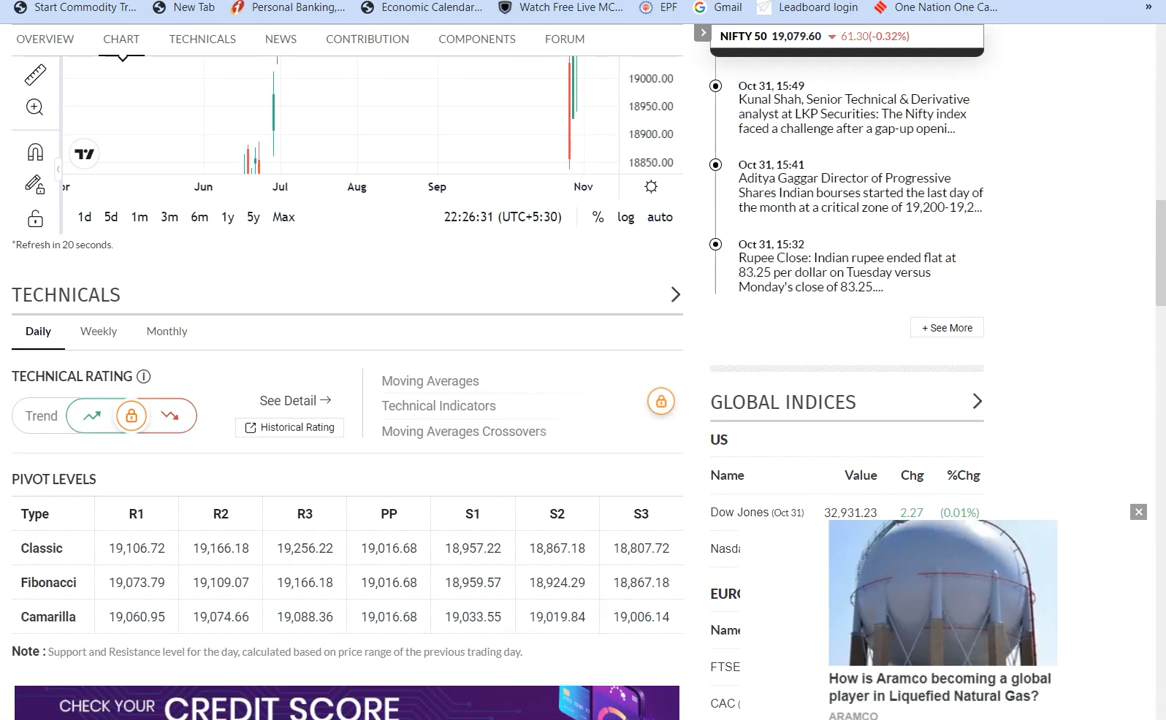 Start Commodity Tr... New Tab Personal Banking,... Economic Calendar... Watch Free Live MC... EPF Gmail Leadboard login One Nation One Ca... »
OVERVIEW CHART TECHNICALS NEWS CONTRIBUTION COMPONENTS FORUM
19000.00
18950.00
18900.00
18850.00
or Jun Jul Aug Sep Nov
1d 5d 1m 3m 6m 1y 5y Max 22:26:31 (UTC+5:30) % log auto
*Refresh in 20 seconds.
TECHNICALS
Daily Weekly Monthly
TECHNICAL RATING
Trend
See Detail →
Historical Rating
Moving Averages
Technical Indicators
Moving Averages Crossovers
PIVOT LEVELS
Type R1 R2 R3 PP S1 S2 S3
Classic 19,106.72 19,166.18 19,256.22 19,016.68 18,957.22 18,867.18 18,807.72
Fibonacci 19,073.79 19,109.07 19,166.18 19,016.68 18,959.57 18,924.29 18,867.18
Camarilla 19,060.95 19,074.66 19,088.36 19,016.68 19,033.55 19,019.84 19,006.14
Note : Support and Resistance level for the day, calculated based on price range of the previous trading day.
CHECK YOUR CREDIT SCORE
NIFTY 50 19,079.60 61.30(-0.32%)
Oct 31, 15:49
Kunal Shah, Senior Technical & Derivative
analyst at LKP Securities: The Nifty index
faced a challenge after a gap-up openi...
Oct 31, 15:41
Aditya Gaggar Director of Progressive
Shares Indian bourses started the last day of
the month at a critical zone of 19,200-19,2...
Oct 31, 15:32
Rupee Close: Indian rupee ended flat at
83.25 per dollar on Tuesday versus
Monday's close of 83.25....
+ See More
GLOBAL INDICES
US
Name Value Chg %Chg
Dow Jones (Oct 31) 32,931.23 2.27 (0.01%)
Nasda
EURO
Name
FTSE
CAC (
How is Aramco becoming a global
player in Liquefied Natural Gas?
ARAMCO